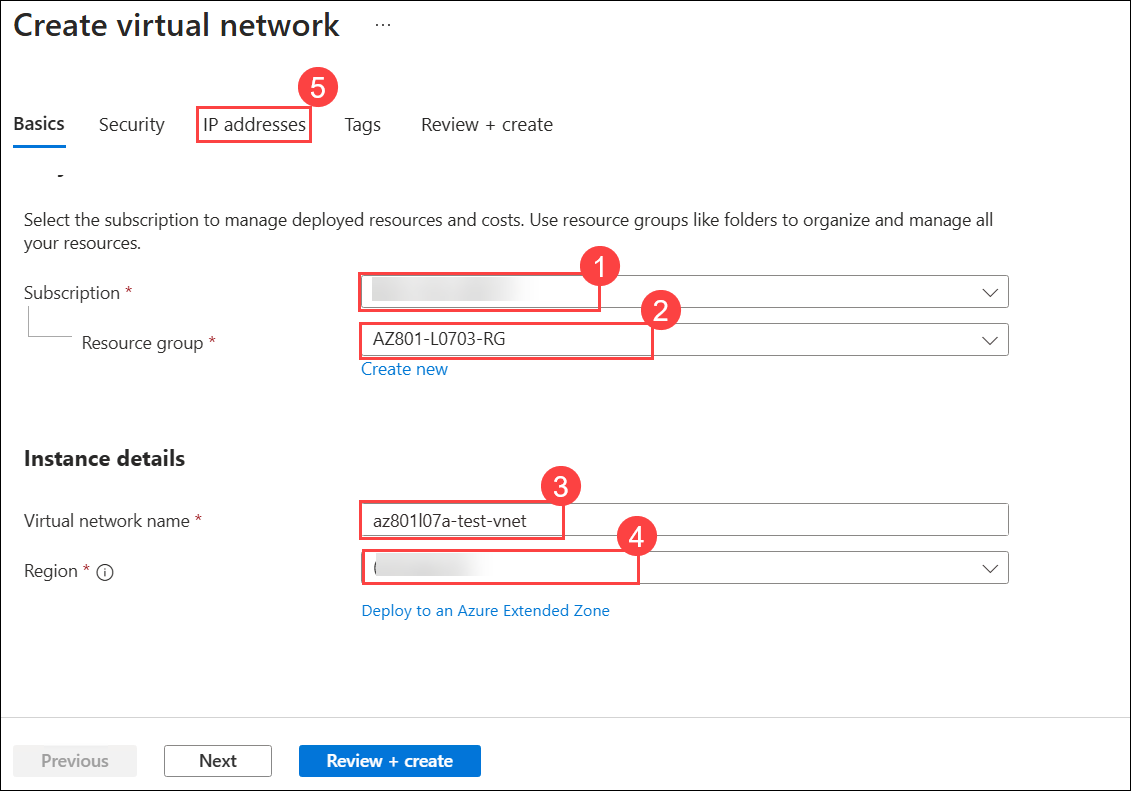 Create virtual network ...
5
Basics Security IP addresses Tags Review + create
Select the subscription to manage deployed resources and costs. Use resource groups like folders to organize and manage all
your resources.
1
Subscription *
2
Resource group * AZ801-L0703-RG
Create new
Instance details
3
Virtual network name * az801l07a-test-vnet
4
Region *
Deploy to an Azure Extended Zone
Previous Next Review + create